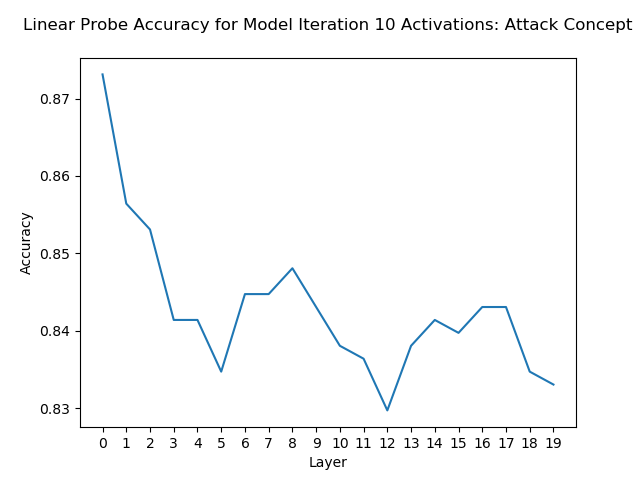 Linear Probe Accuracy for Model Iteration 10 Activations: Attack Concept
0.87
0.86
0.85
0.84
0.83
Accuracy
0 1 2 3 4 5 6 7 8 9 10 11 12 13 14 15 16 17 18 19
Layer